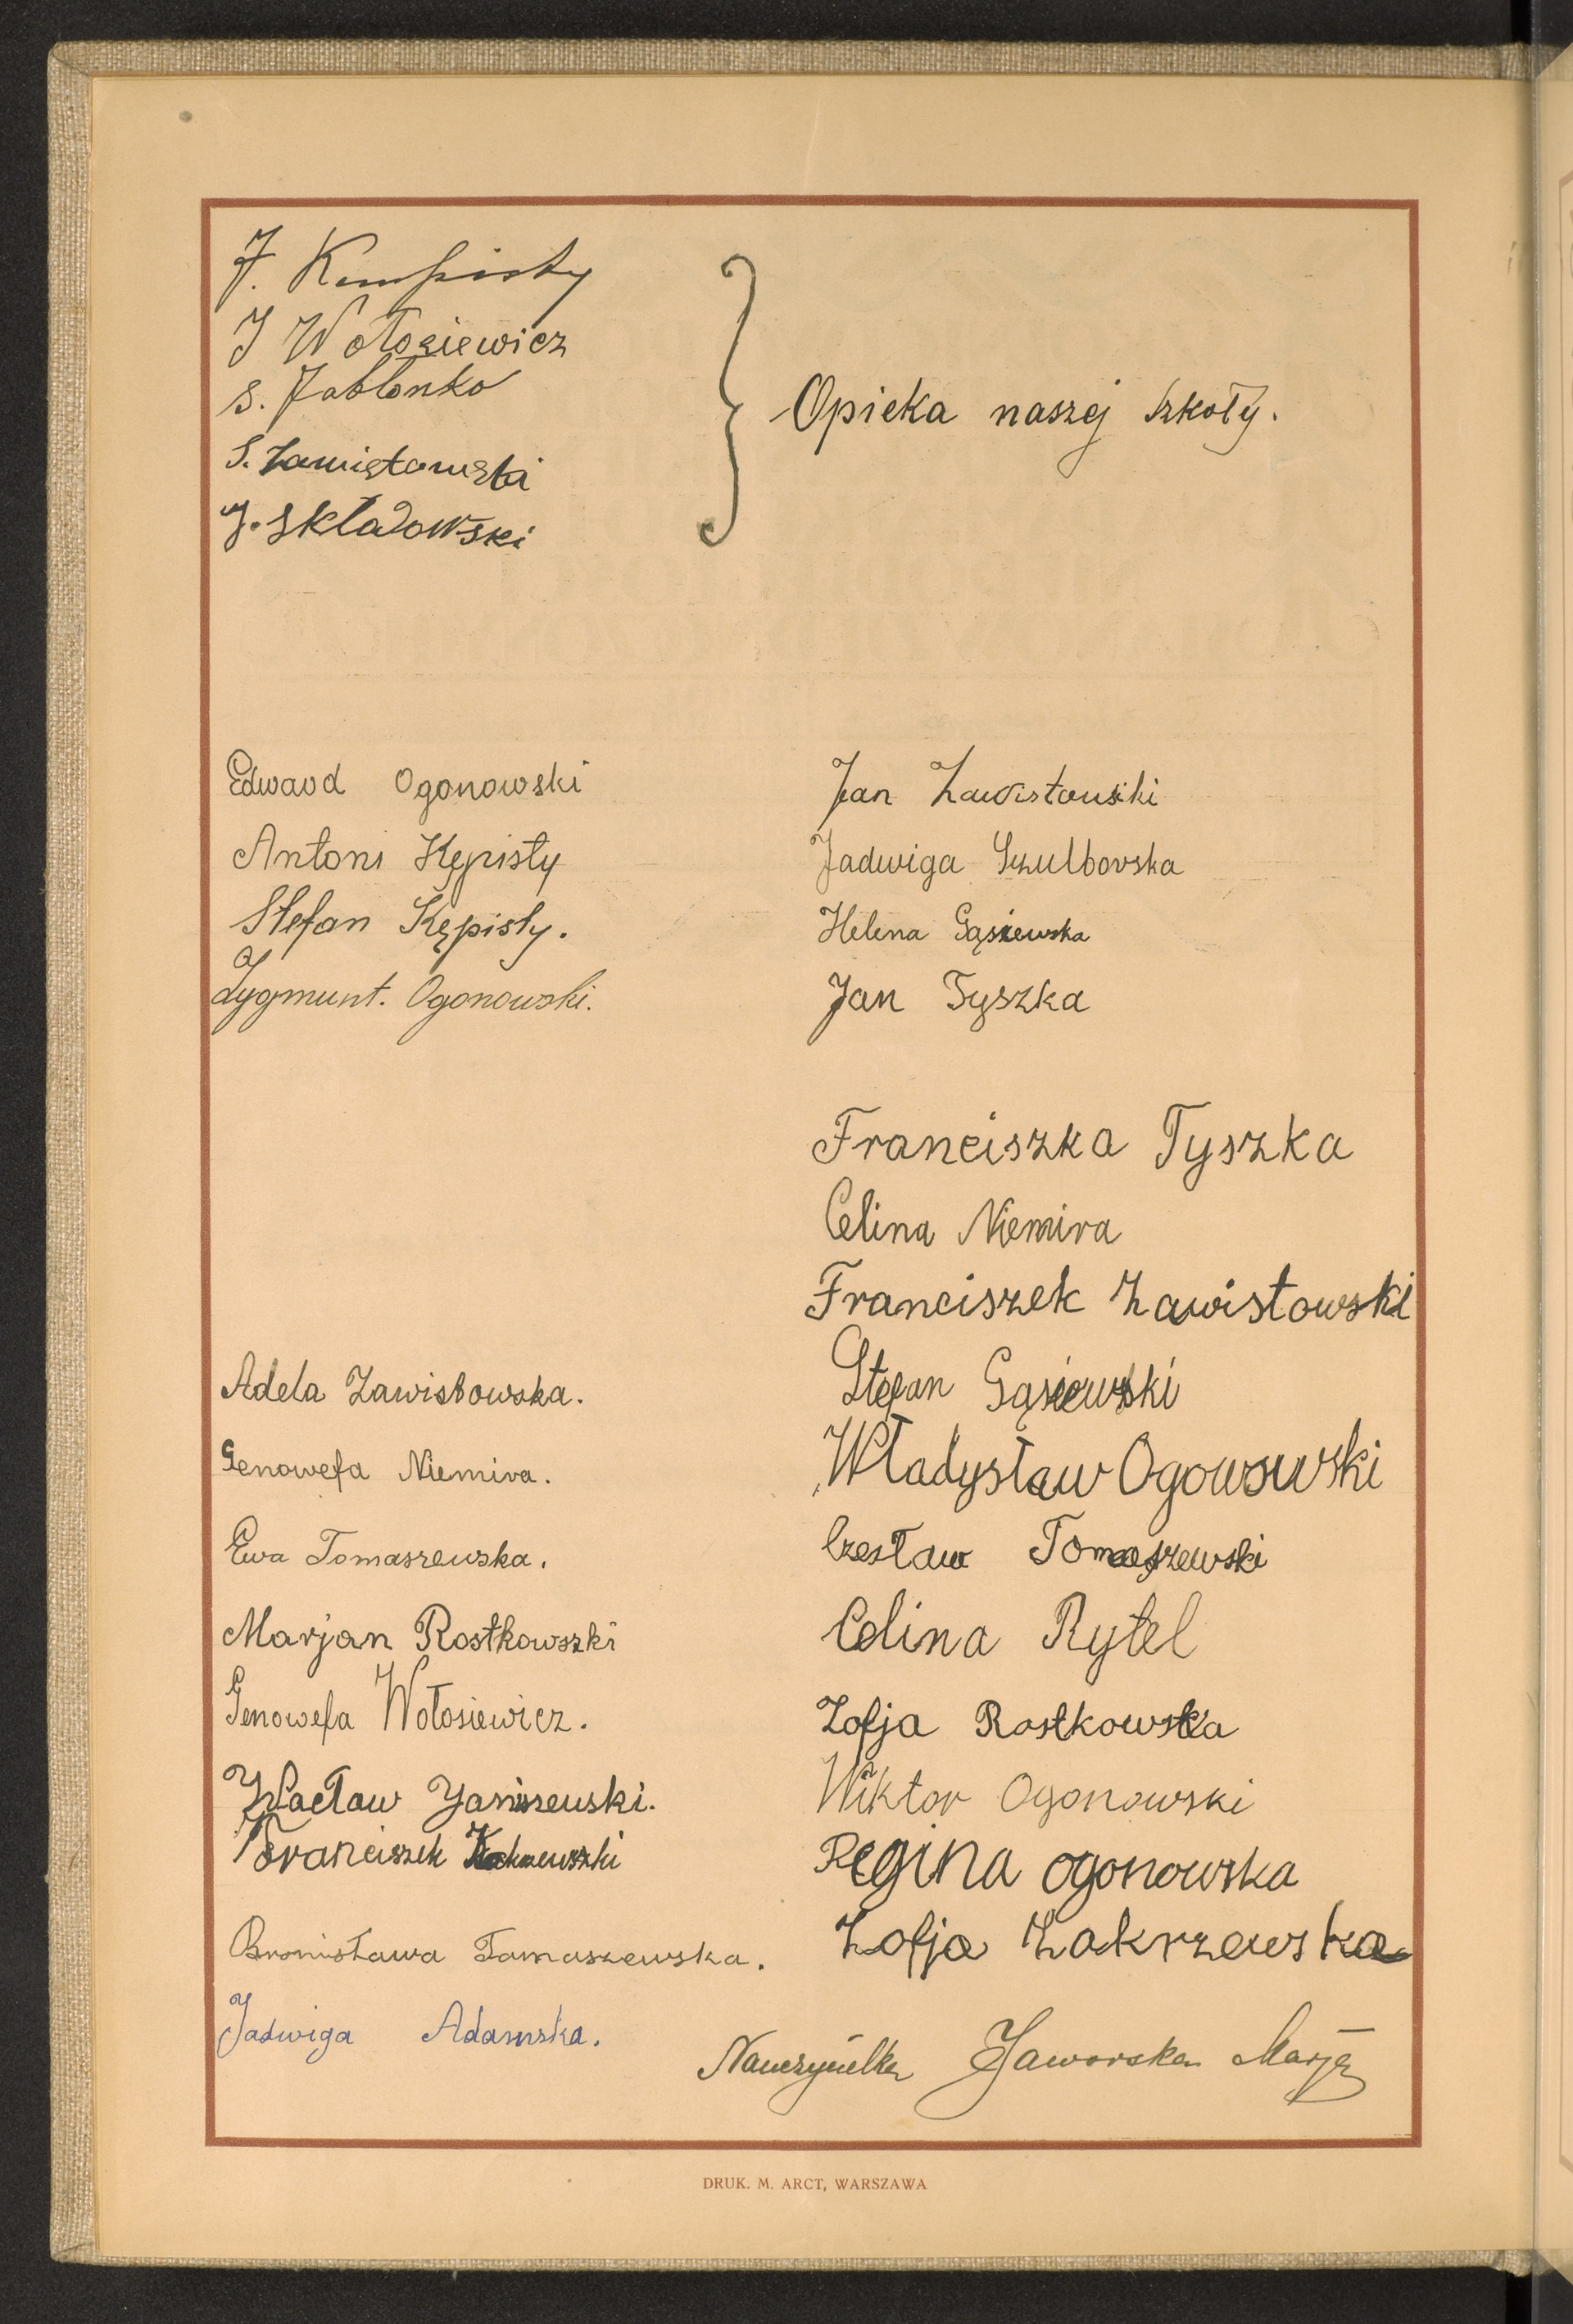 J. Kempisty
J Wołosiewicz
S. Jabłonko
S. Zawistowski
J. Skłodowski
Opieka naszej szkoły.
Edward Ogonowski
Antoni Kępisty
Stefan Kępisty.
Zygmunt. Ogonowski.
Adela Zawistowska.
Genowefa Niemira.
Ewa Tomaszewska.
Marjan Rostkowszki
Genowefa Wołosiewicz.
Wacław Janiszewski.
Franciszek
Bronisława Tomaszewska.
Jadwiga Adamska.
Jan Zawistowski
Jadwiga Szulborska
Helena Gąsiewska
Jan Tyszka
Franciszka Tyszka
Celina Niemira
Franciszek Zawistowski
Stefan Gąsiewski
Władysław Ogonowski
Czesław Tomaszewski
Celina Rytel
Zofja Rostkowska
Wiktor Ogonowski
Regina ogonowska
Zofja Zakrzewska
Nauczycielka Jaworska Marja
DRUK. M. ARCT, WARSZAWA